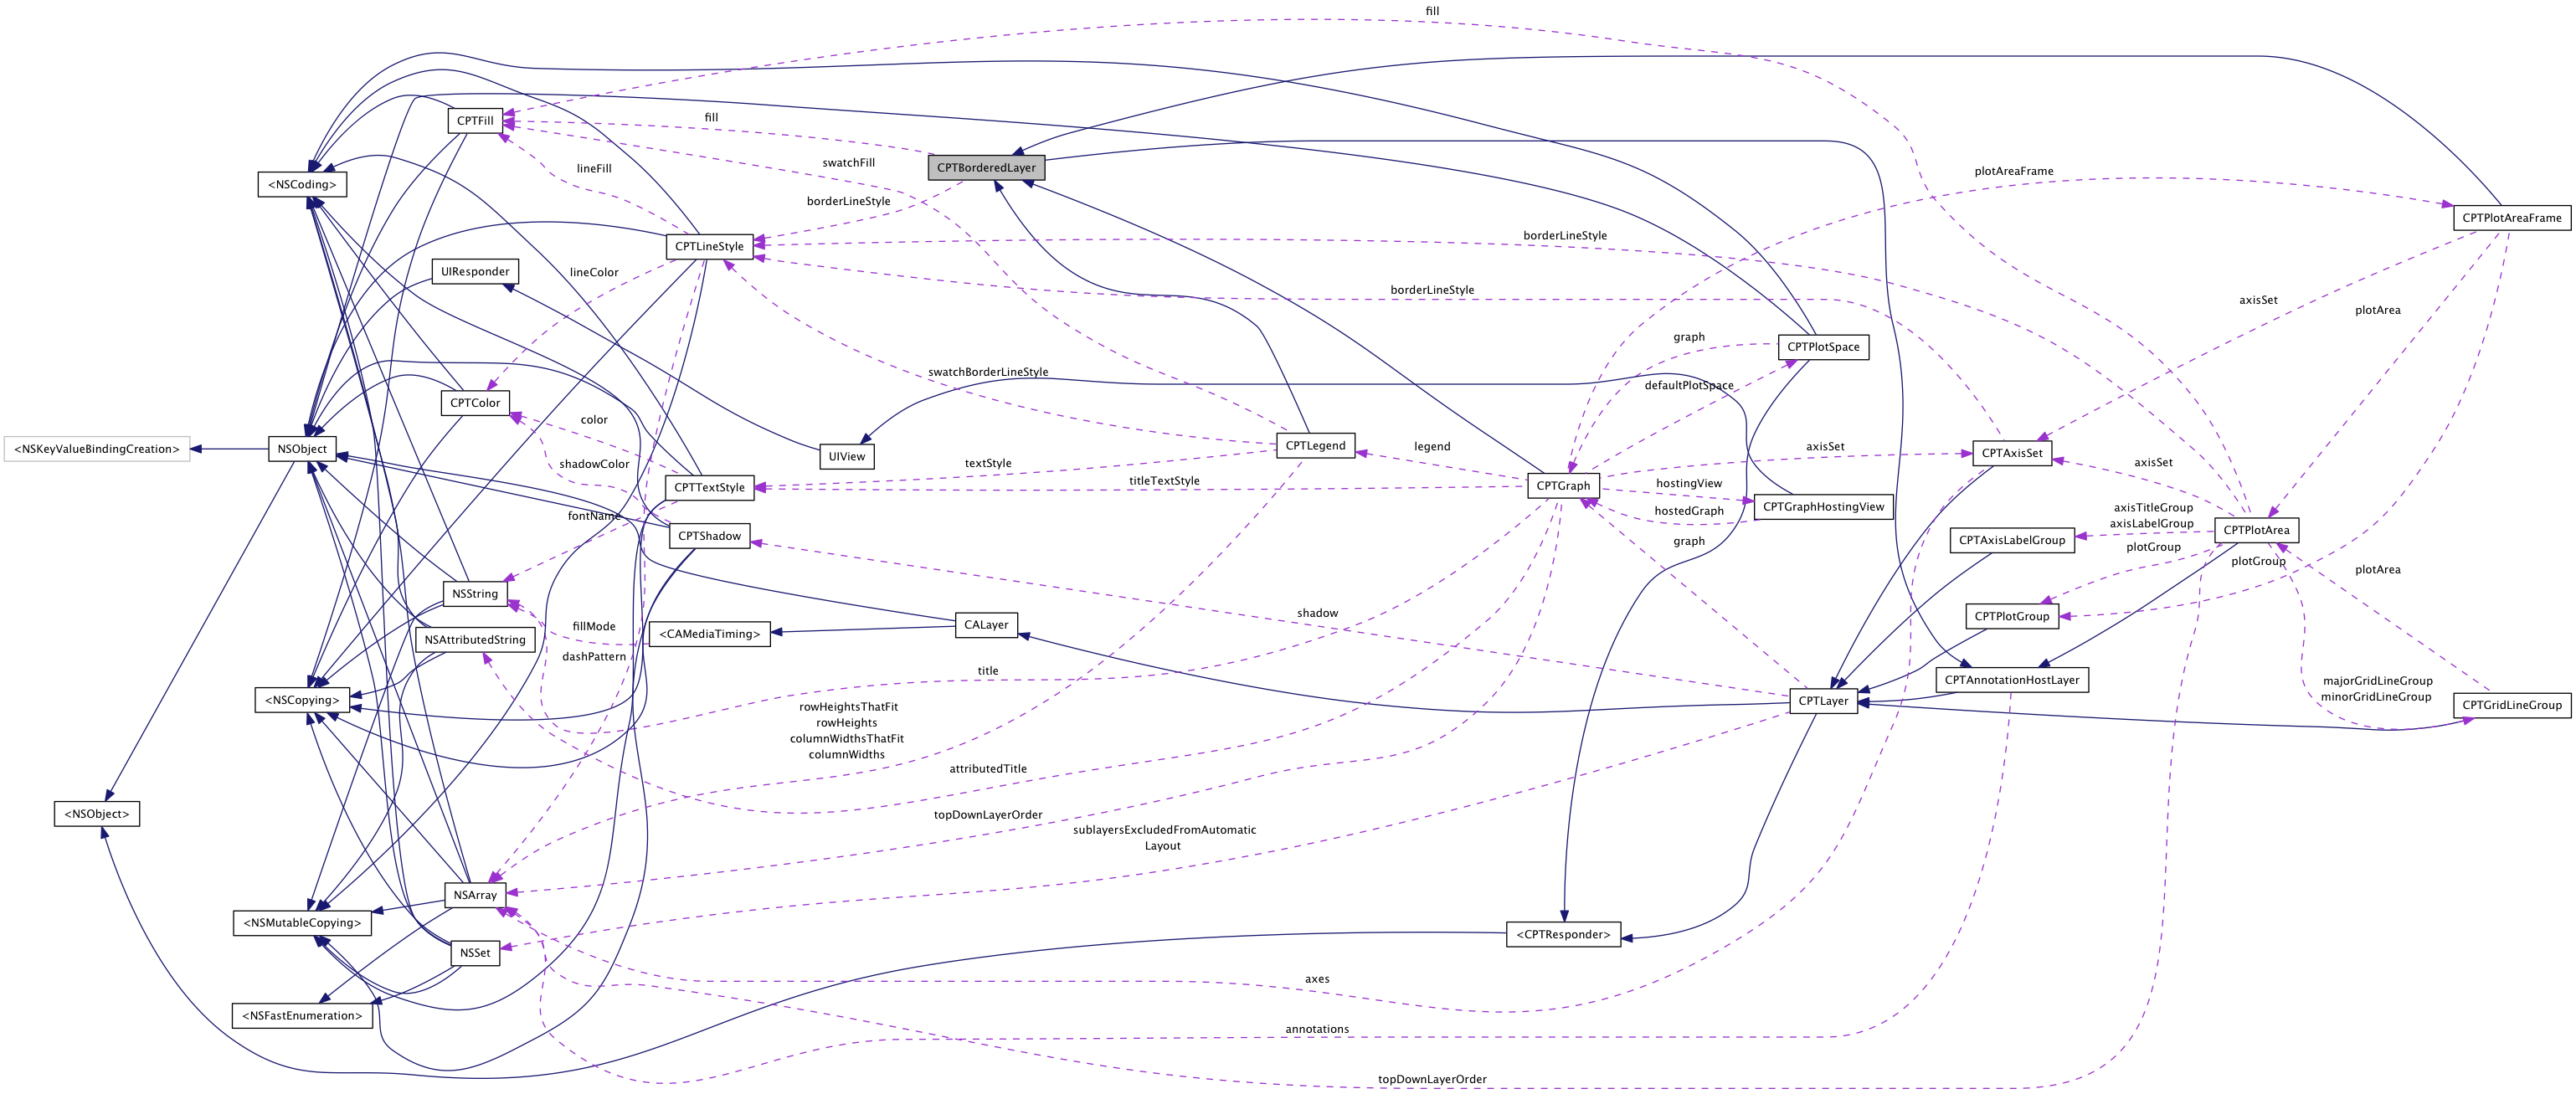 fill
CPTFill
fill
CPTBorderedLayer
swatchFill
lineFill
plotAreaFrame
<NSCoding>
borderLineStyle
CPTPlotAreaFrame
CPTLineStyle
borderLineStyle
UIResponder
lineColor
borderLineStyle
axisSet
plotArea
graph
CPTPlotSpace
swatchBorderLineStyle
defaultPlotSpace
CPTColor
color
<NSKeyValueBindingCreation>
NSObject
UIView
CPTLegend
legend
axisSet
CPTAxisSet
axisSet
shadowColor
textStyle
titleTextStyle
CPTTextStyle
CPTGraph
hostingView
CPTGraphHostingView
hostedGraph
fontName
CPTShadow
graph
axisTitleGroup
axisLabelGroup
CPTPlotArea
CPTAxisLabelGroup
plotGroup
plotGroup
plotArea
NSString
shadow
CPTPlotGroup
fillMode
<CAMediaTiming>
CALayer
NSAttributedString
dashPattern
title
CPTAnnotationHostLayer
majorGridLineGroup
minorGridLineGroup
CPTGridLineGroup
<NSCopying>
CPTLayer
rowHeightsThatFit
rowHeights
columnWidthsThatFit
columnWidths
attributedTitle
<NSObject>
topDownLayerOrder
sublayersExcludedFromAutomatic
Layout
NSArray
<NSMutableCopying>
<CPTResponder>
NSSet
axes
<NSFastEnumeration>
annotations
topDownLayerOrder